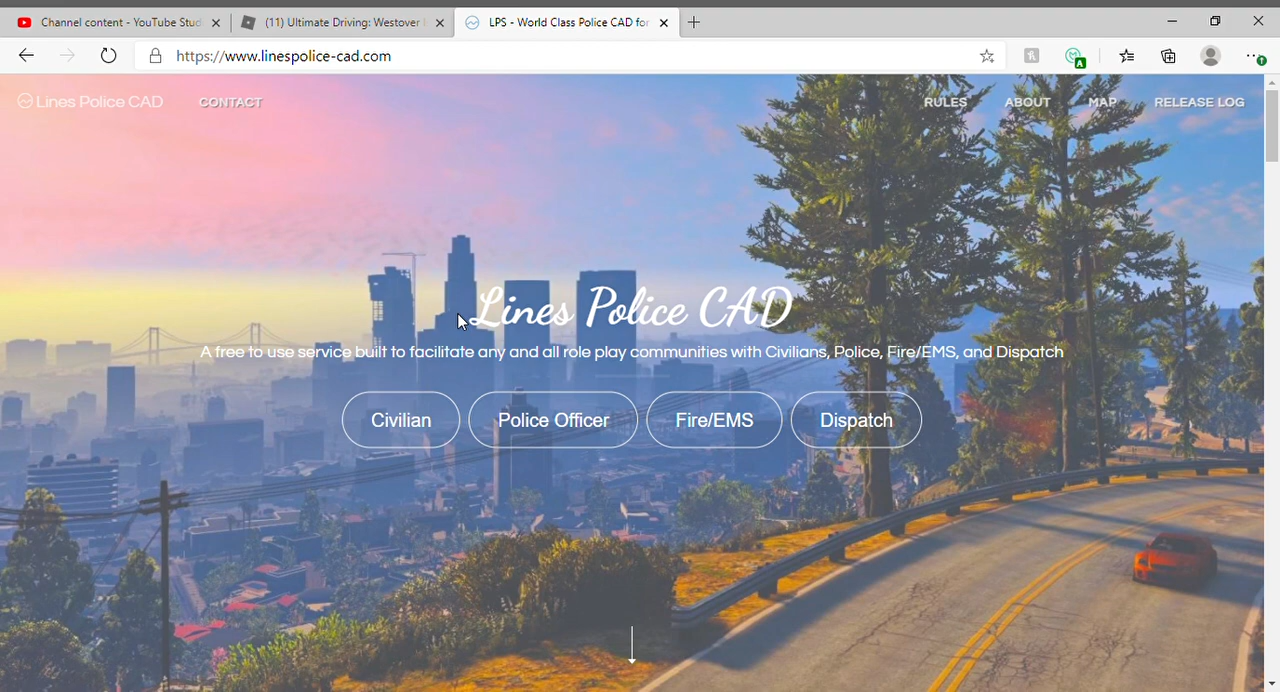 Channel content - YouTube Stud
(11) Ultimate Driving: Westover
LPS - World Class Police CAD for
https://www.linespolice-cad.com
A
Lines Police CAD
CONTACT
RULES
ABOUT
MAP
RELEASE LOG
Lines Police CAD
A free to use service built to facilitate any and all role play communities with Civilians, Police, Fire/EMS, and Dispatch
Civilian
Police Officer
Fire/EMS
Dispatch